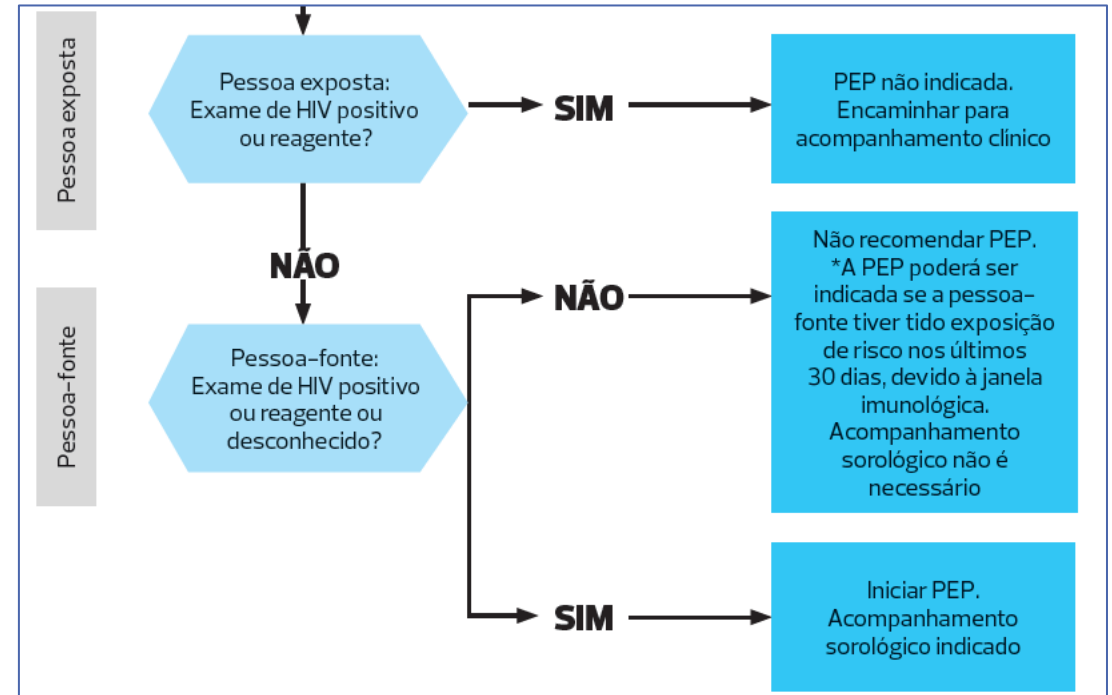 Pessoa exposta
Pessoa exposta:
Exame de HIV positivo
ou reagente?
SIM
PEP não indicada.
Encaminhar para
acompanhamento clínico
NÃO
Pessoa-fonte
Pessoa-fonte:
Exame de HIV positivo
ou reagente ou
desconhecido?
NÃO
Não recomendar PEP.
*A PEP poderá ser
indicada se a pessoa-
fonte tiver tido exposição
de risco nos últimos
30 dias, devido à janela
imunológica.
Acompanhamento
sorológico não é
necessário
SIM
Iniciar PEP.
Acompanhamento
sorológico indicado